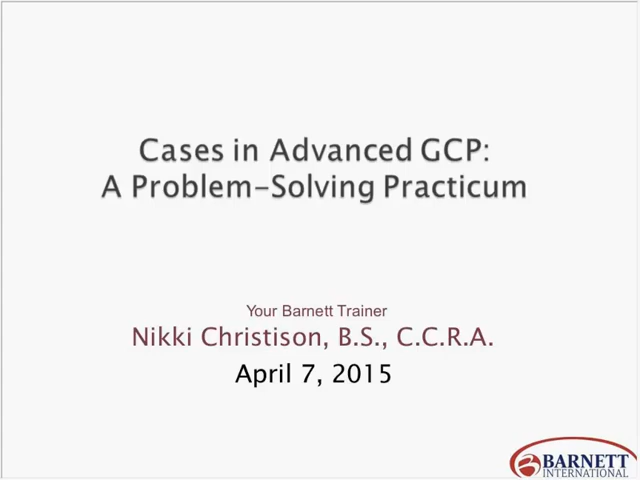 Cases in Advanced GCP:
A Problem-Solving Practicum
Your Barnett Trainer
Nikki Christison, B.S., C.C.R.A.
April 7, 2015
BARNETT
INTERNATIONAL